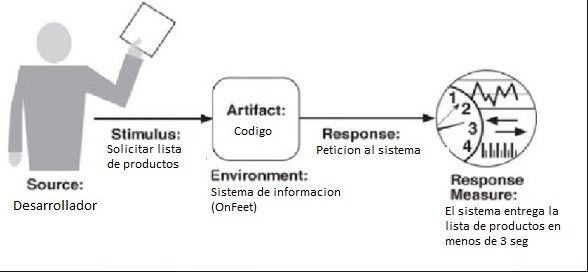 Source:
Desarrollador
Stimulus:
Solicitar lista
de productos
Artifact:
Codigo
Environment:
Sistema de informacion
(OnFeet)
Response:
Peticion al sistema
1
2
3
4
Response
Measure:
El sistema entrega la
lista de productos en
menos de 3 seg